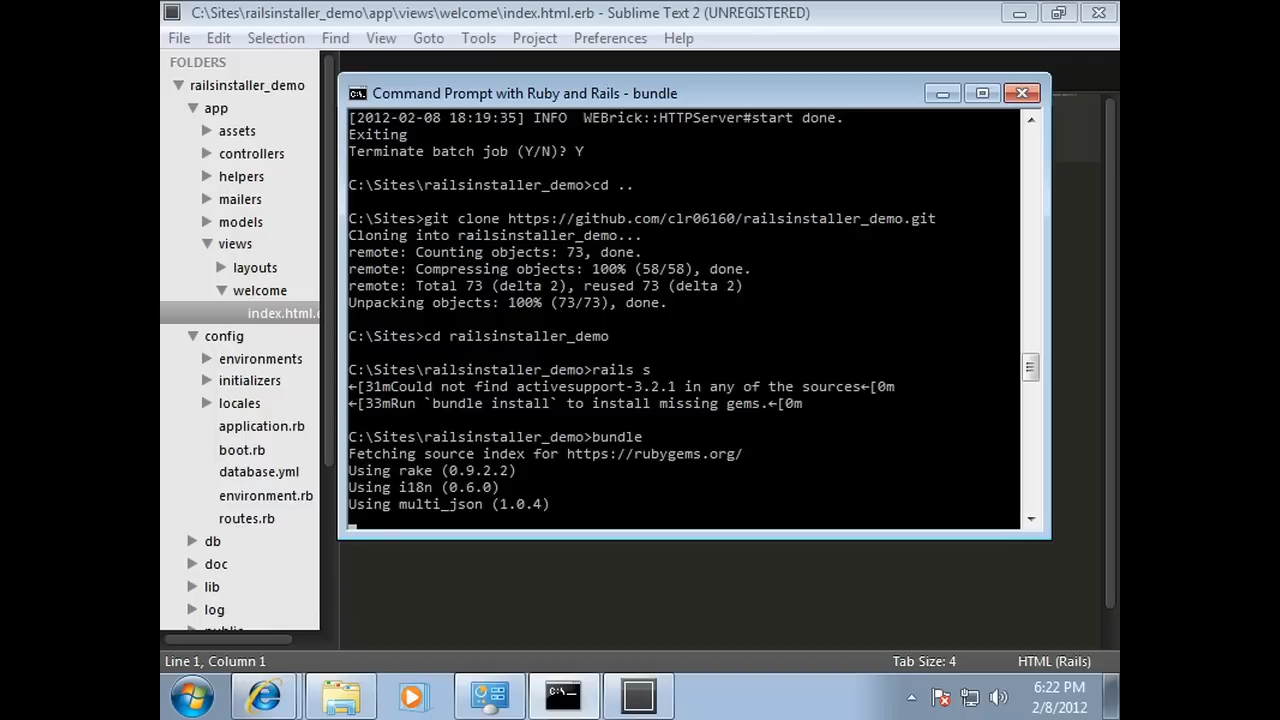 C:\Sites\railsinstaller_demo\app\views\welcome\index.html.erb - Sublime Text 2 (UNREGISTERED)
File Edit Selection Find View Goto Tools Project Preferences Help
FOLDERS
railsinstaller_demo
app
assets
controllers
helpers
mailers
models
views
layouts
welcome
index.html.e
config
environments
initializers
locales
application.rb
boot.rb
database.yml
environment.rb
routes.rb
db
doc
lib
log
Command Prompt with Ruby and Rails - bundle
[2012-02-08 18:19:35] INFO  WEBrick::HTTPServer#start done.
Exiting
Terminate batch job (Y/N)? Y
C:\Sites\railsinstaller_demo>cd ..
C:\Sites>git clone https://github.com/clr06160/railsinstaller_demo.git
Cloning into railsinstaller_demo...
remote: Counting objects: 73, done.
remote: Compressing objects: 100% (58/58), done.
remote: Total 73 (delta 2), reused 73 (delta 2)
Unpacking objects: 100% (73/73), done.
C:\Sites>cd railsinstaller_demo
C:\Sites\railsinstaller_demo>rails s
←[31mCould not find activesupport-3.2.1 in any of the sources←[0m
←[33mRun `bundle install` to install missing gems.←[0m
C:\Sites\railsinstaller_demo>bundle
Fetching source index for https://rubygems.org/
Using rake (0.9.2.2)
Using i18n (0.6.0)
Using multi_json (1.0.4)
Line 1, Column 1
Tab Size: 4
HTML (Rails)
6:22 PM
2/8/2012